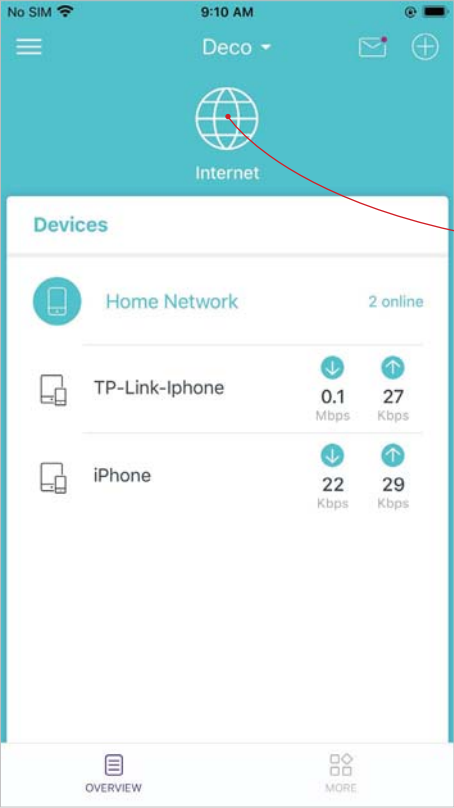 No SIM 9:10 AM
Deco
Internet
Devices
Home Network 2 online
TP-Link-Iphone 0.1 Mbps 27 Kbps
iPhone 22 Kbps 29 Kbps
OVERVIEW MORE